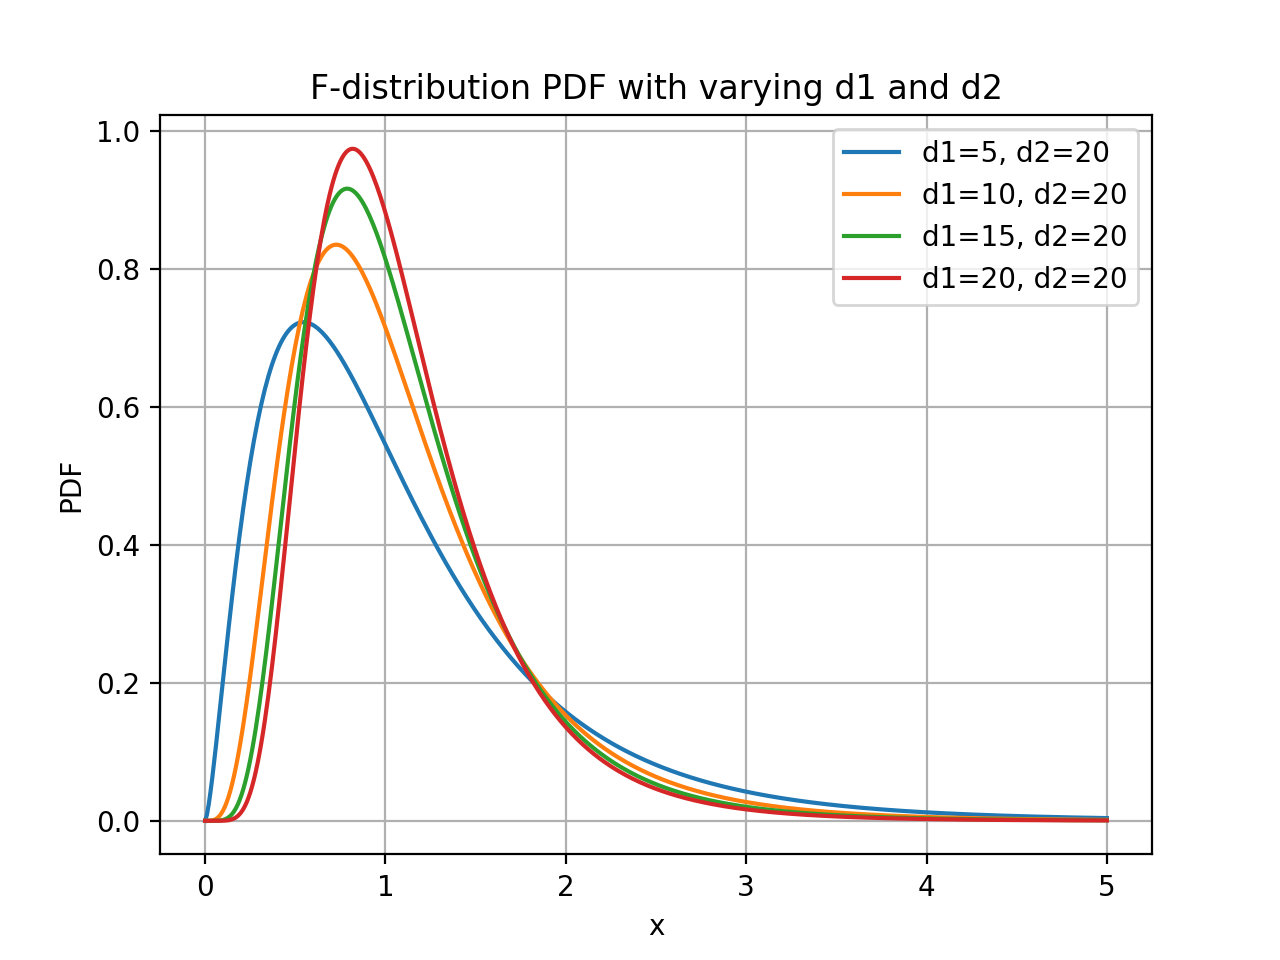 F-distribution PDF with varying d1 and d2
1.0
0.8
0.6
0.4
0.2
0.0
PDF
d1=5, d2=20
d1=10, d2=20
d1=15, d2=20
d1=20, d2=20
0 1 2 3 4 5
x